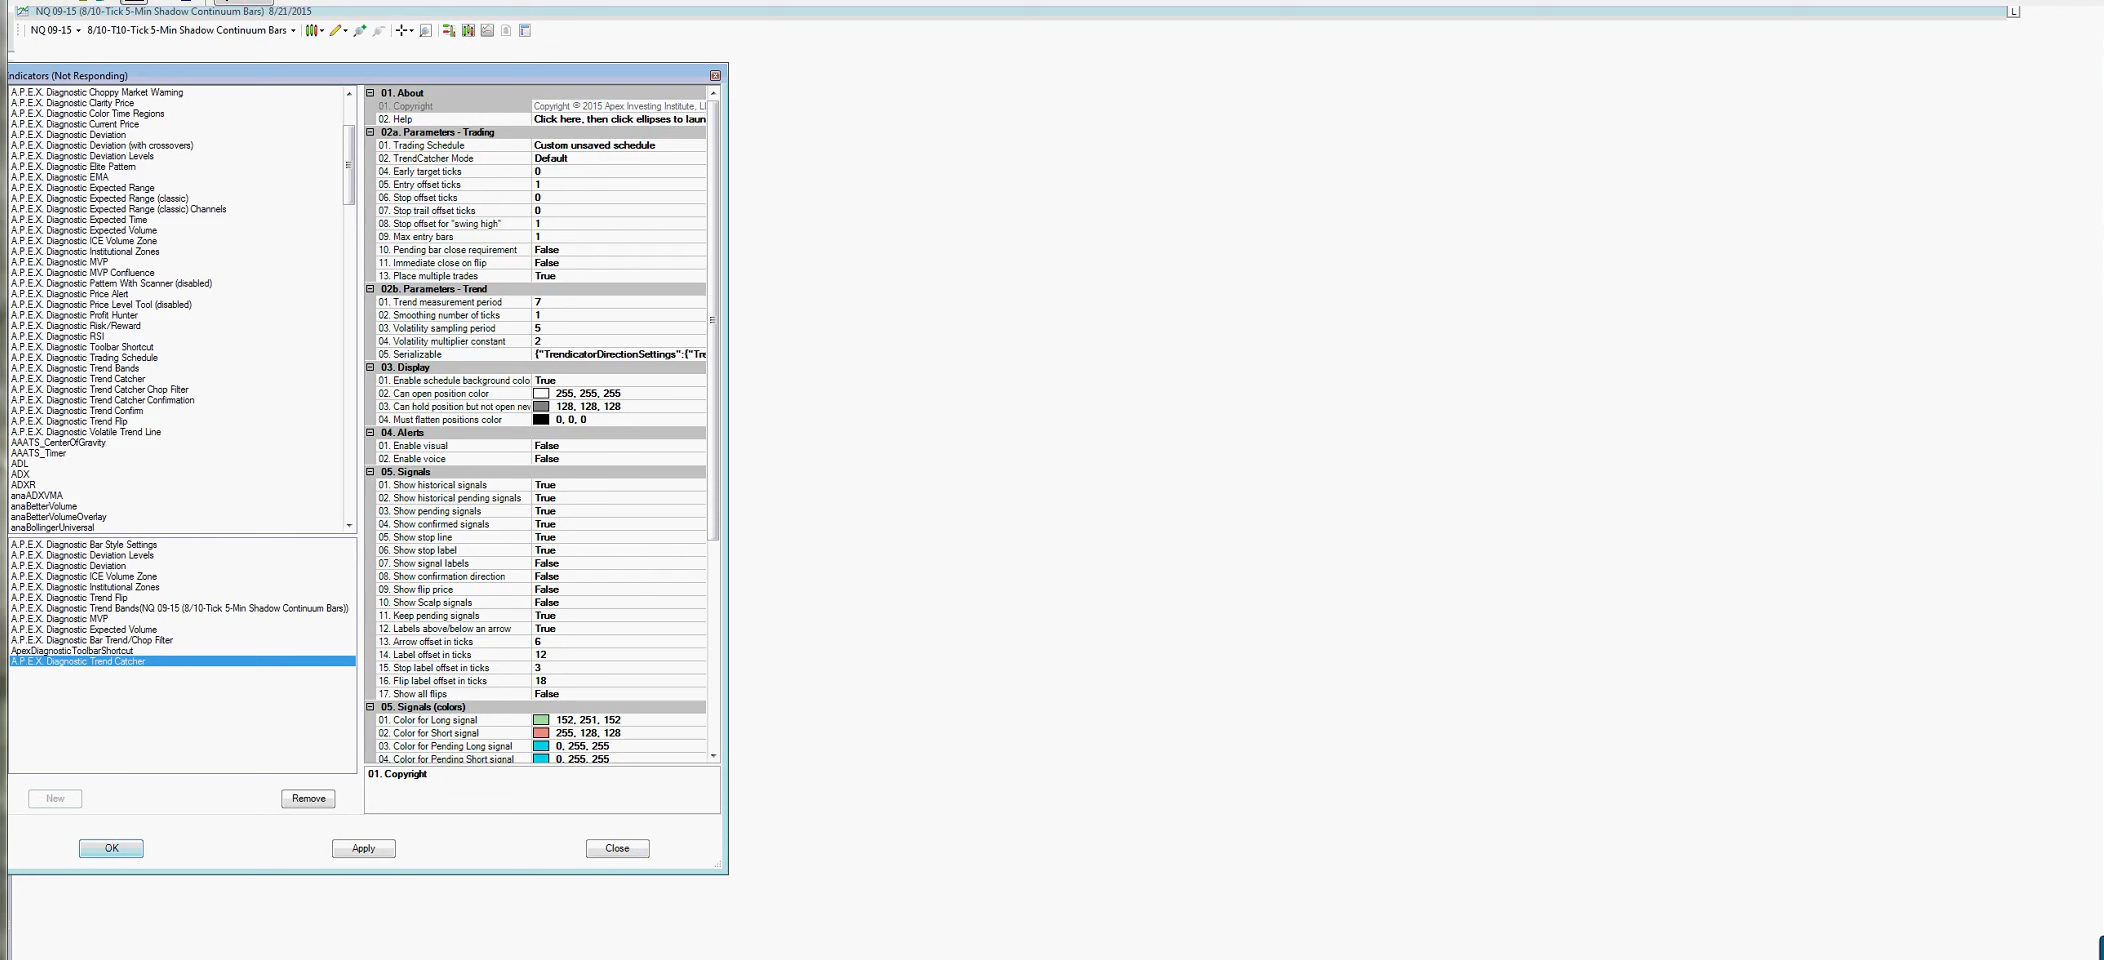 NQ 09-15 (8/10-Tick 5-Min Shadow Continuum Bars)  8/21/2015
L
NQ 09-15 8/10-T10-Tick 5-Min Shadow Continuum Bars
Indicators (Not Responding)
A.P.E.X. Diagnostic Choppy Market Warning
A.P.E.X. Diagnostic Clarity Price
A.P.E.X. Diagnostic Color Time Regions
A.P.E.X. Diagnostic Current Price
A.P.E.X. Diagnostic Deviation
A.P.E.X. Diagnostic Deviation (with crossovers)
A.P.E.X. Diagnostic Deviation Levels
A.P.E.X. Diagnostic Elite Pattern
A.P.E.X. Diagnostic EMA
A.P.E.X. Diagnostic Expected Range
A.P.E.X. Diagnostic Expected Range (classic)
A.P.E.X. Diagnostic Expected Range (classic) Channels
A.P.E.X. Diagnostic Expected Time
A.P.E.X. Diagnostic Expected Volume
A.P.E.X. Diagnostic ICE Volume Zone
A.P.E.X. Diagnostic Institutional Zones
A.P.E.X. Diagnostic MVP
A.P.E.X. Diagnostic MVP Confluence
A.P.E.X. Diagnostic Pattern With Scanner (disabled)
A.P.E.X. Diagnostic Price Alert
A.P.E.X. Diagnostic Price Level Tool (disabled)
A.P.E.X. Diagnostic Profit Hunter
A.P.E.X. Diagnostic Risk/Reward
A.P.E.X. Diagnostic RSI
A.P.E.X. Diagnostic Toolbar Shortcut
A.P.E.X. Diagnostic Trading Schedule
A.P.E.X. Diagnostic Trend Bands
A.P.E.X. Diagnostic Trend Catcher
A.P.E.X. Diagnostic Trend Catcher Chop Filter
A.P.E.X. Diagnostic Trend Catcher Confirmation
A.P.E.X. Diagnostic Trend Confirm
A.P.E.X. Diagnostic Trend Flip
A.P.E.X. Diagnostic Volatile Trend Line
AAATS_CenterOfGravity
AAATS_Timer
ADL
ADX
ADXR
anaADXVMA
anaBetterVolume
anaBetterVolumeOverlay
anaBollingerUniversal
A.P.E.X. Diagnostic Bar Style Settings
A.P.E.X. Diagnostic Deviation Levels
A.P.E.X. Diagnostic Deviation
A.P.E.X. Diagnostic ICE Volume Zone
A.P.E.X. Diagnostic Institutional Zones
A.P.E.X. Diagnostic Trend Flip
A.P.E.X. Diagnostic Trend Bands(NQ 09-15 (8/10-Tick 5-Min Shadow Continuum Bars))
A.P.E.X. Diagnostic MVP
A.P.E.X. Diagnostic Expected Volume
A.P.E.X. Diagnostic Bar Trend/Chop Filter
ApexDiagnosticToolbarShortcut
A.P.E.X. Diagnostic Trend Catcher
New
Remove
01. About
01. Copyright Copyright © 2015 Apex Investing Institute, L
02. Help Click here, then click ellipses to laun
02a. Parameters - Trading
01. Trading Schedule Custom unsaved schedule
02. TrendCatcher Mode Default
04. Early target ticks 0
05. Entry offset ticks 1
06. Stop offset ticks 0
07. Stop trail offset ticks 0
08. Stop offset for "swing high" 1
09. Max entry bars 1
10. Pending bar close requirement False
11. Immediate close on flip False
13. Place multiple trades True
02b. Parameters - Trend
01. Trend measurement period 7
02. Smoothing number of ticks 1
03. Volatility sampling period 5
04. Volatility multiplier constant 2
05. Serializable {"TrendicatorDirectionSettings":{"Tre
03. Display
01. Enable schedule background colo True
02. Can open position color 255, 255, 255
03. Can hold position but not open nev 128, 128, 128
04. Must flatten positions color 0, 0, 0
04. Alerts
01. Enable visual False
02. Enable voice False
05. Signals
01. Show historical signals True
02. Show historical pending signals True
03. Show pending signals True
04. Show confirmed signals True
05. Show stop line True
06. Show stop label True
07. Show signal labels False
08. Show confirmation direction False
09. Show flip price False
10. Show Scalp signals False
11. Keep pending signals True
12. Labels above/below an arrow True
13. Arrow offset in ticks 6
14. Label offset in ticks 12
15. Stop label offset in ticks 3
16. Flip label offset in ticks 18
17. Show all flips False
05. Signals (colors)
01. Color for Long signal 152, 251, 152
02. Color for Short signal 255, 128, 128
03. Color for Pending Long signal 0, 255, 255
04. Color for Pending Short signal 0, 255, 255
01. Copyright
OK
Apply
Close